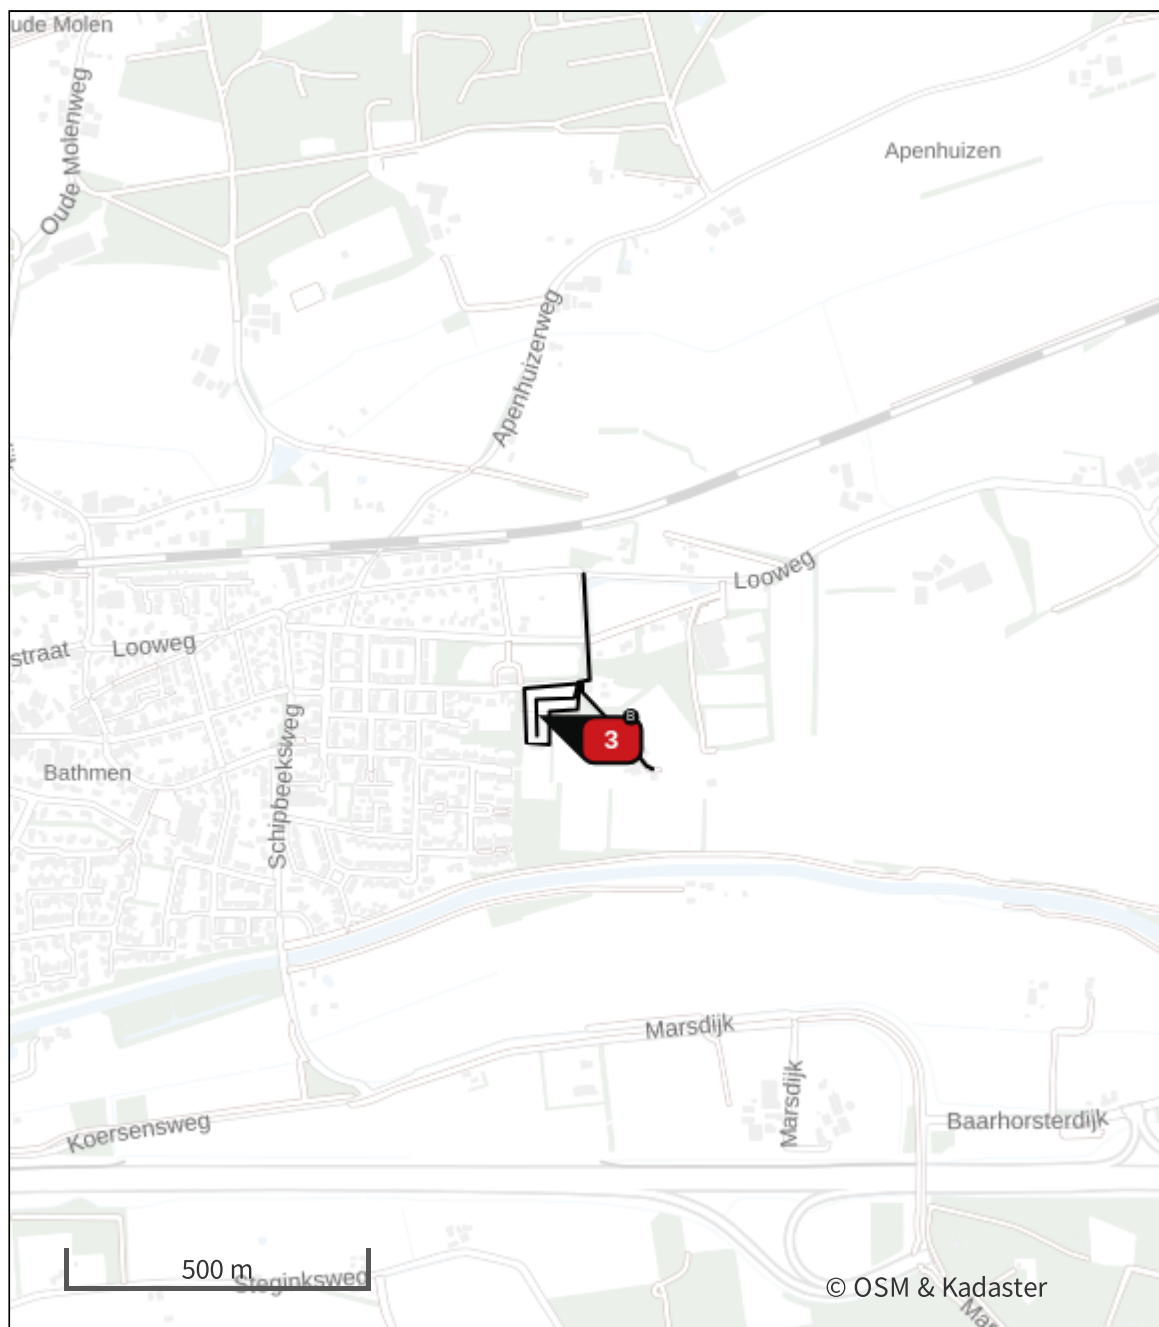 ude Molen
Oude Molenweg
Apenhuizen
Apenhuizerweg
Looweg
straat
Looweg
Schipbeeksweg
B
3
Bathmen
Marsdijk
Marsdijk
Koersensweg
Baarhorsterdijk
500 m
Steginksweg
© OSM & Kadaster
Mar